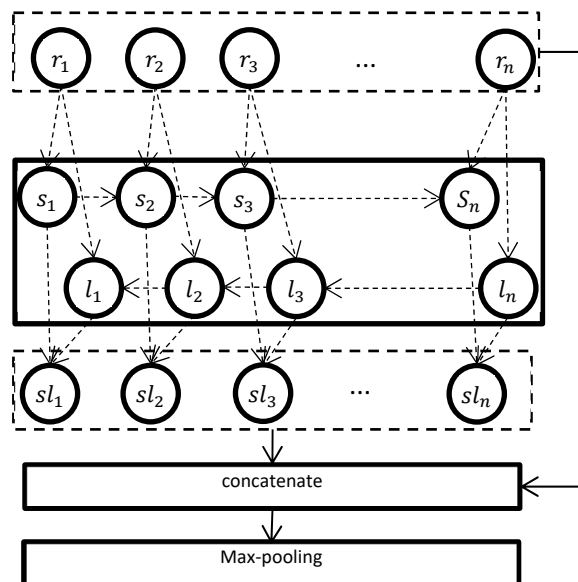 r₁ r₂ r₃ ... rₙ
s₁ s₂ s₃ Sₙ
l₁ l₂ l₃ lₙ
sl₁ sl₂ sl₃ ... slₙ
concatenate
Max-pooling